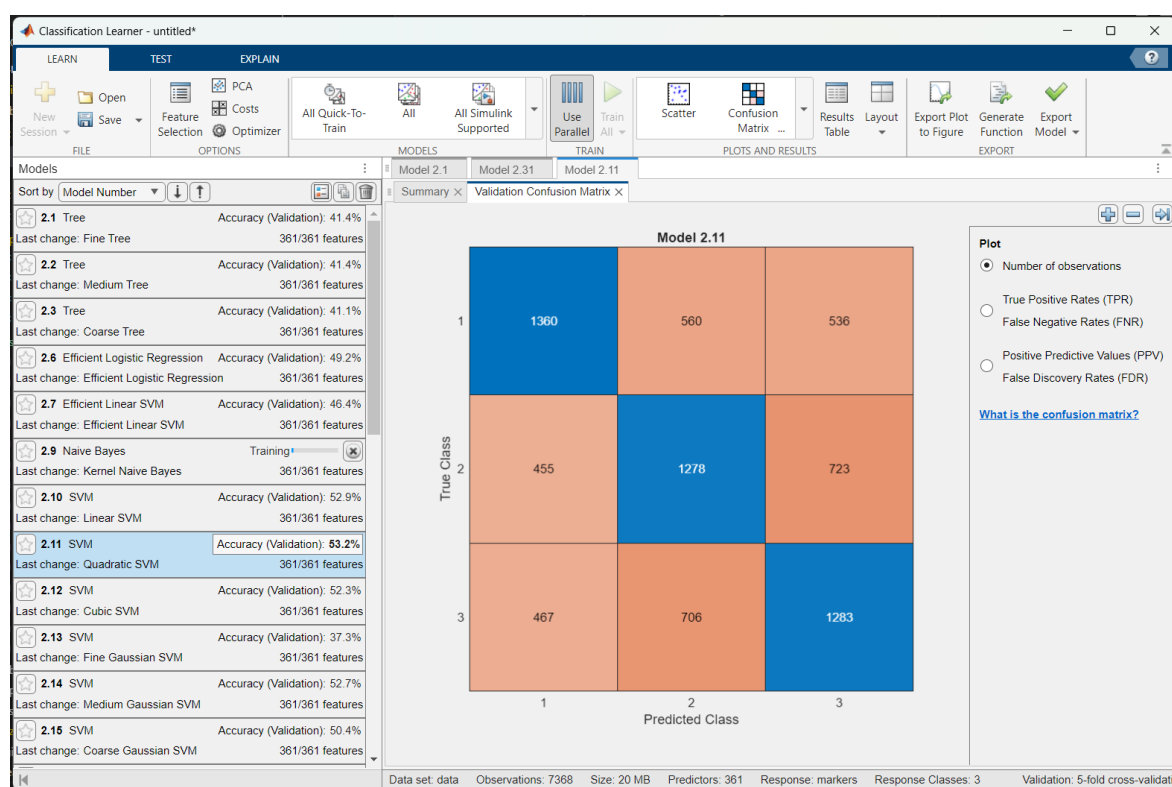 Classification Learner - untitled*
LEARN TEST EXPLAIN
New Session
Open
Save
FILE
Feature Selection
PCA
Costs
Optimizer
OPTIONS
All Quick-To-Train
All
All Simulink Supported
MODELS
Use Parallel
Train All
TRAIN
Scatter
Confusion Matrix ...
Results Table
Layout
PLOTS AND RESULTS
Export Plot to Figure
Generate Function
Export Model
EXPORT
Models
Sort by Model Number
2.1 Tree Accuracy (Validation): 41.4%
Last change: Fine Tree 361/361 features
2.2 Tree Accuracy (Validation): 41.4%
Last change: Medium Tree 361/361 features
2.3 Tree Accuracy (Validation): 41.1%
Last change: Coarse Tree 361/361 features
2.6 Efficient Logistic Regression Accuracy (Validation): 49.2%
Last change: Efficient Logistic Regression 361/361 features
2.7 Efficient Linear SVM Accuracy (Validation): 46.4%
Last change: Efficient Linear SVM 361/361 features
2.9 Naive Bayes Training
Last change: Kernel Naive Bayes 361/361 features
2.10 SVM Accuracy (Validation): 52.9%
Last change: Linear SVM 361/361 features
2.11 SVM Accuracy (Validation): 53.2%
Last change: Quadratic SVM 361/361 features
2.12 SVM Accuracy (Validation): 52.3%
Last change: Cubic SVM 361/361 features
2.13 SVM Accuracy (Validation): 37.3%
Last change: Fine Gaussian SVM 361/361 features
2.14 SVM Accuracy (Validation): 52.7%
Last change: Medium Gaussian SVM 361/361 features
2.15 SVM Accuracy (Validation): 50.4%
Last change: Coarse Gaussian SVM 361/361 features
Model 2.1 Model 2.31 Model 2.11
Summary Validation Confusion Matrix
Model 2.11
True Class
1 1360 560 536
2 455 1278 723
3 467 706 1283
1 2 3
Predicted Class
Plot
Number of observations
True Positive Rates (TPR)
False Negative Rates (FNR)
Positive Predictive Values (PPV)
False Discovery Rates (FDR)
What is the confusion matrix?
Data set: data Observations: 7368 Size: 20 MB Predictors: 361 Response: markers Response Classes: 3 Validation: 5-fold cross-validati